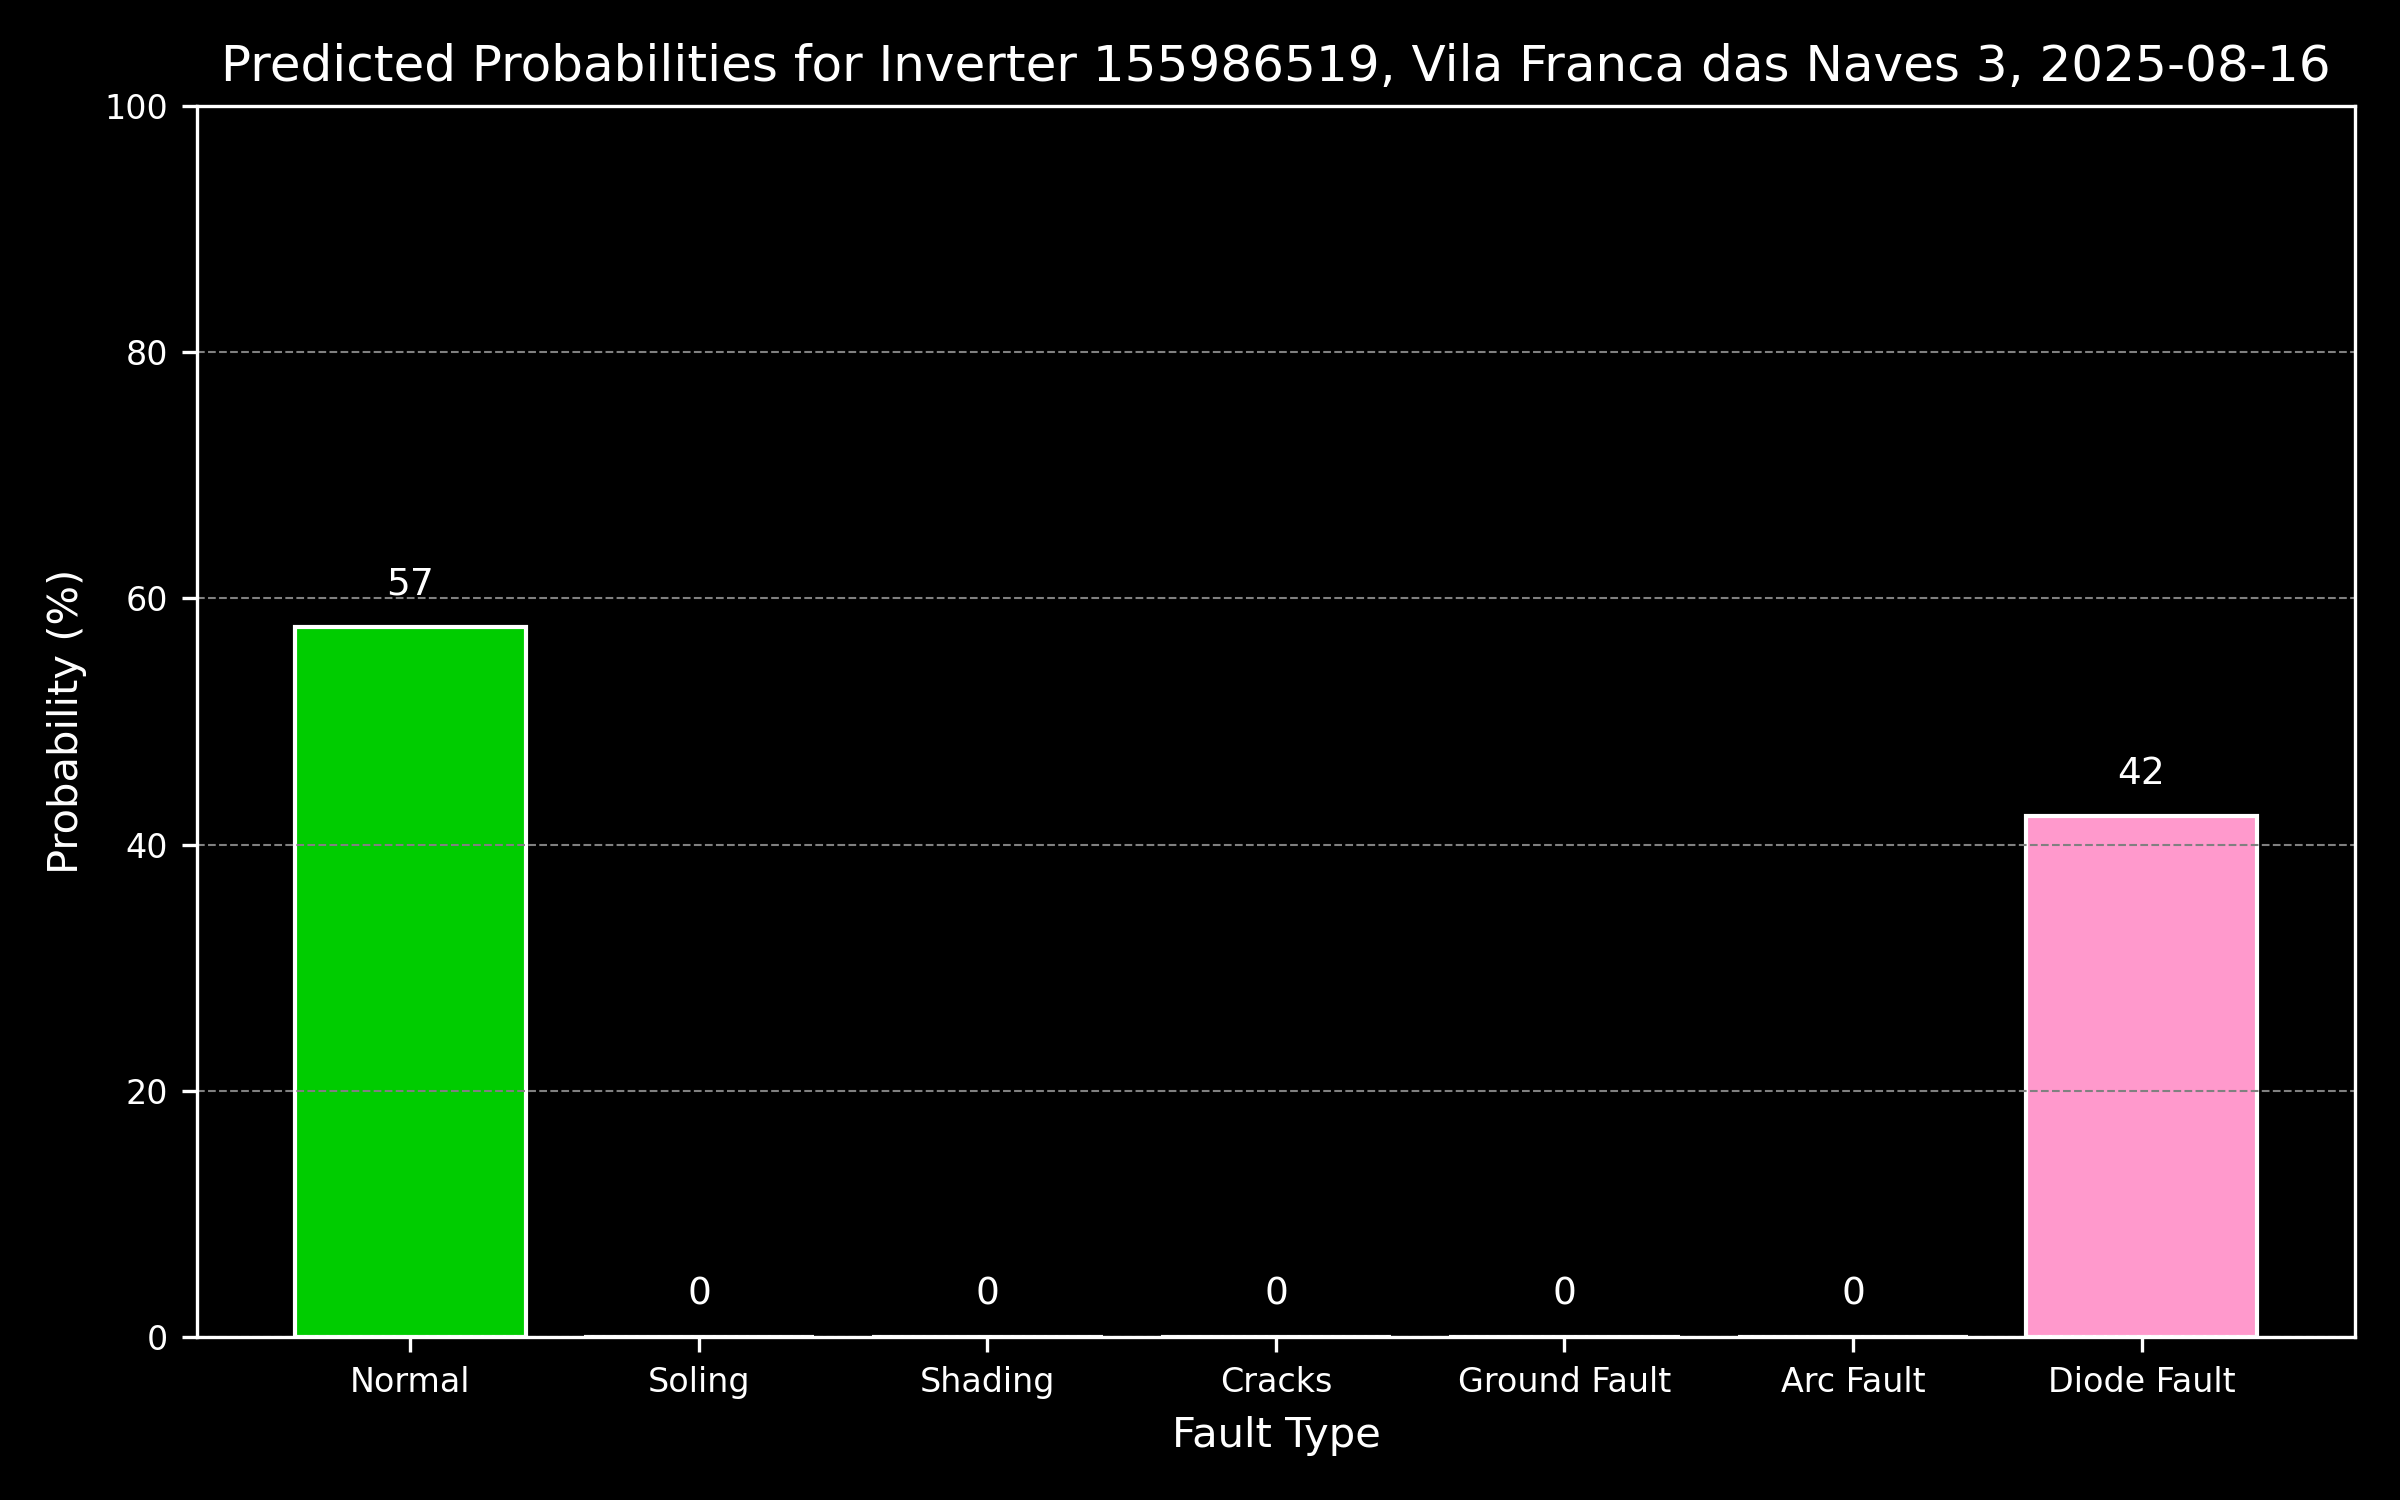 Predicted Probabilities for Inverter 155986519, Vila Franca das Naves 3, 2025-08-16
Probability (%)
100
80
60
40
20
0
57
0
0
0
0
0
42
Normal
Soling
Shading
Cracks
Ground Fault
Arc Fault
Diode Fault
Fault Type